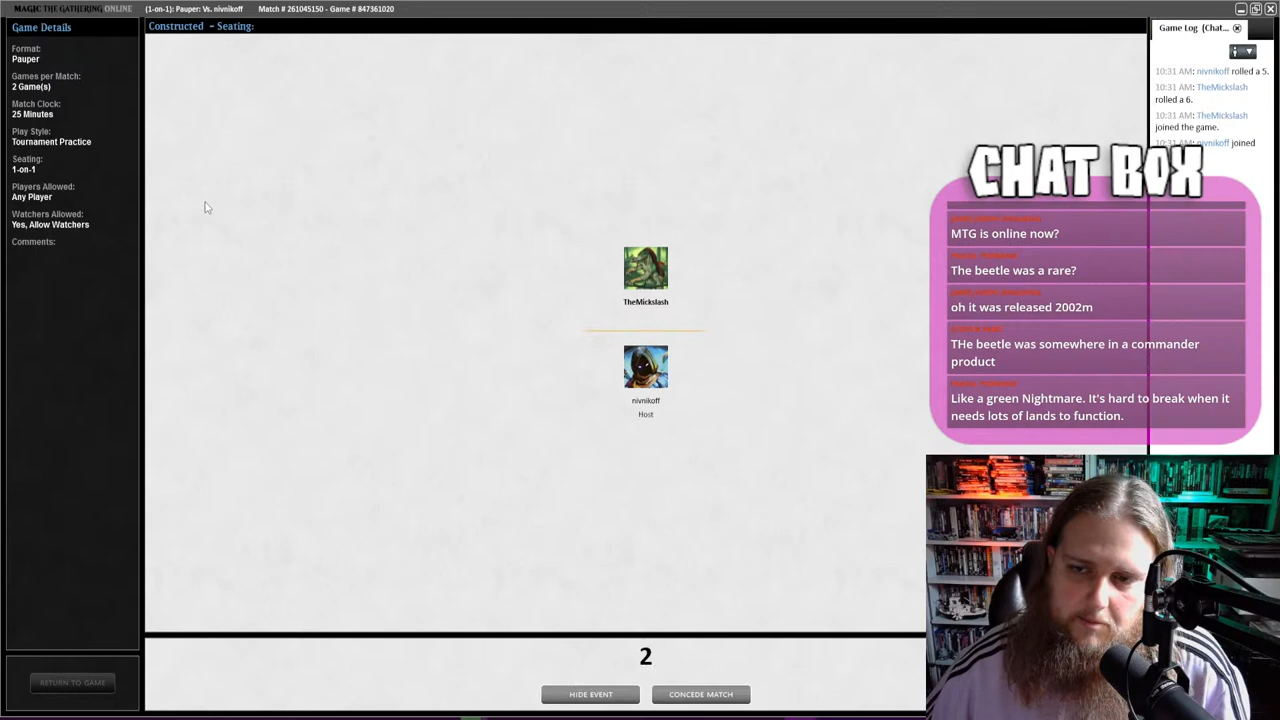 MAGIC THE GATHERING ONLINE
(1-on-1): Pauper: Vs. nivnikoff Match # 261045150 - Game # 847361020
Game Details
Format:
Pauper
Games per Match:
2 Game(s)
Match Clock:
25 Minutes
Play Style:
Tournament Practice
Seating:
1-on-1
Players Allowed:
Any Player
Watchers Allowed:
Yes, Allow Watchers
Comments:
RETURN TO GAME
Constructed - Seating:
TheMickslash
nivnikoff
Host
2
HIDE EVENT
CONCEDE MATCH
Game Log (Chat...
10:31 AM: nivnikoff rolled a 5.
10:31 AM: TheMickslash
rolled a 6.
10:31 AM: TheMickslash
joined the game.
10:31 AM: nivnikoff joined
CHAT BOX
MTG is online now?
The beetle was a rare?
oh it was released 2002m
THe beetle was somewhere in a commander
product
Like a green Nightmare. It's hard to break when it
needs lots of lands to function.